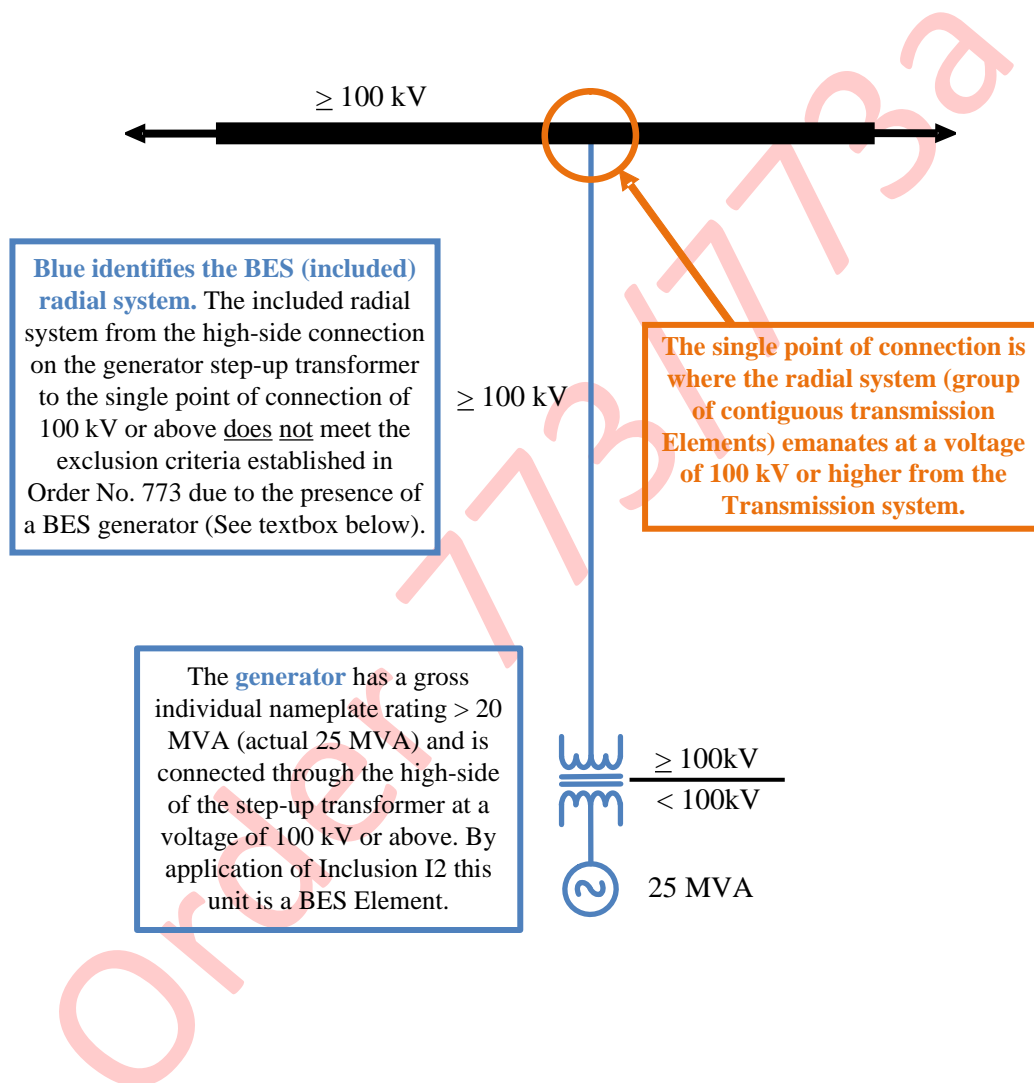 ≥ 100 kV
Blue identifies the BES (included)
radial system. The included radial
system from the high-side connection
on the generator step-up transformer
to the single point of connection of
100 kV or above does not meet the
exclusion criteria established in
Order No. 773 due to the presence of
a BES generator (See textbox below).
≥ 100 kV
The single point of connection is
where the radial system (group
of contiguous transmission
Elements) emanates at a voltage
of 100 kV or higher from the
Transmission system.
The generator has a gross
individual nameplate rating > 20
MVA (actual 25 MVA) and is
connected through the high-side
of the step-up transformer at a
voltage of 100 kV or above. By
application of Inclusion I2 this
unit is a BES Element.
≥ 100kV
< 100kV
25 MVA
Order 773/773a